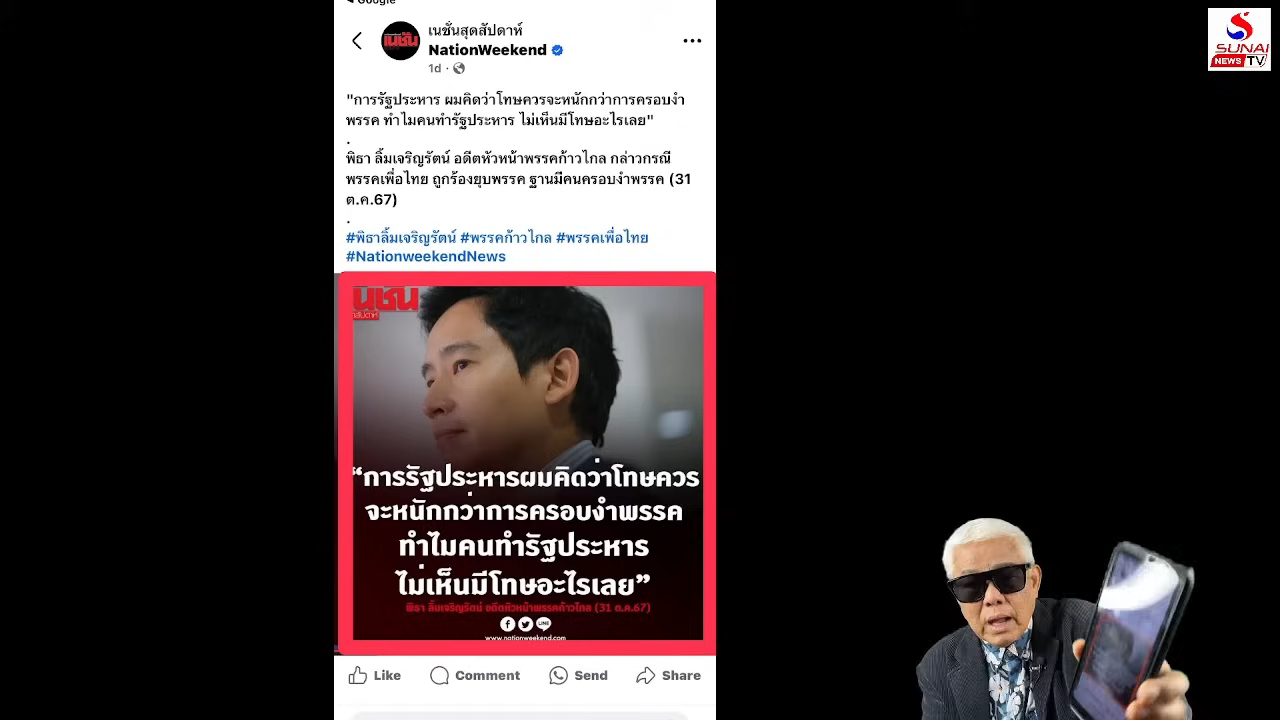 Google
เนชั่นสุดสัปดาห์
NationWeekend
1d
"การรัฐประหาร ผมคิดว่าโทษควรจะหนักกว่าการครอบงำ
พรรค ทำไมคนทำรัฐประหาร ไม่เห็นมีโทษอะไรเลย"
.
พิธา ลิ้มเจริญรัตน์ อดีตหัวหน้าพรรคก้าวไกล กล่าวกรณี
พรรคเพื่อไทย ถูกร้องยุบพรรค ฐานมีคนครอบงำพรรค (31
ต.ค.67)
.
#พิธาลิ้มเจริญรัตน์ #พรรคก้าวไกล #พรรคเพื่อไทย
#NationweekendNews
“การรัฐประหารผมคิดว่าโทษควร
จะหนักกว่าการครอบงำพรรค
ทำไมคนทำรัฐประหาร
ไม่เห็นมีโทษอะไรเลย”
พิธา ลิ้มเจริญรัตน์ อดีตหัวหน้าพรรคก้าวไกล (31 ต.ค.67)
LINE
www.nationweekend.com
Like
Comment
Send
Share
SUNAI
NEWS TV